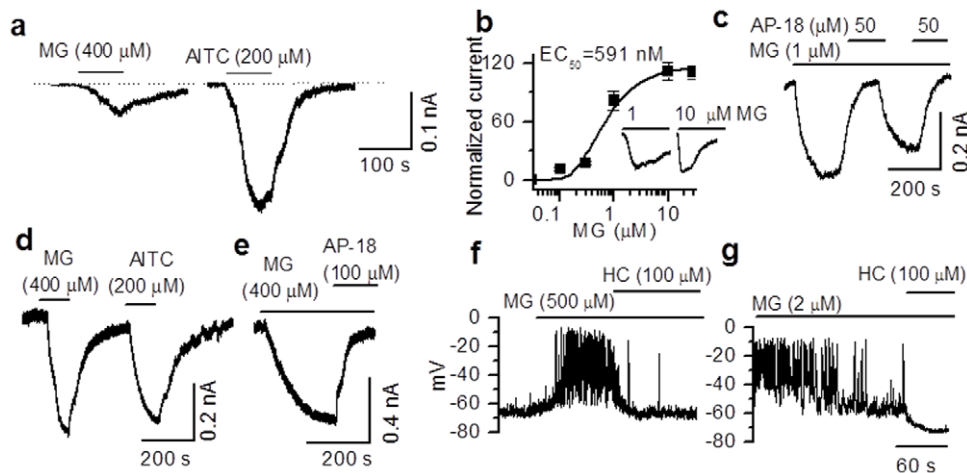 a
MG (400 μM)
AITC (200 μM)
0.1 nA
100 s
b
EC50=591 nM
Normalized current
120
60
0
1
10 μM MG
0.1
1
10
MG (μM)
c
AP-18 (μM) 50 50
MG (1 μM)
0.2 nA
200 s
d
MG
(400 μM)
AITC
(200 μM)
0.2 nA
200 s
e
MG
(400 μM)
AP-18
(100 μM)
0.4 nA
200 s
f
HC (100 μM)
MG (500 μM)
mV
0
-20
-40
-60
-80
g
HC (100 μM)
MG (2 μM)
0
-20
-40
-60
-80
60 s